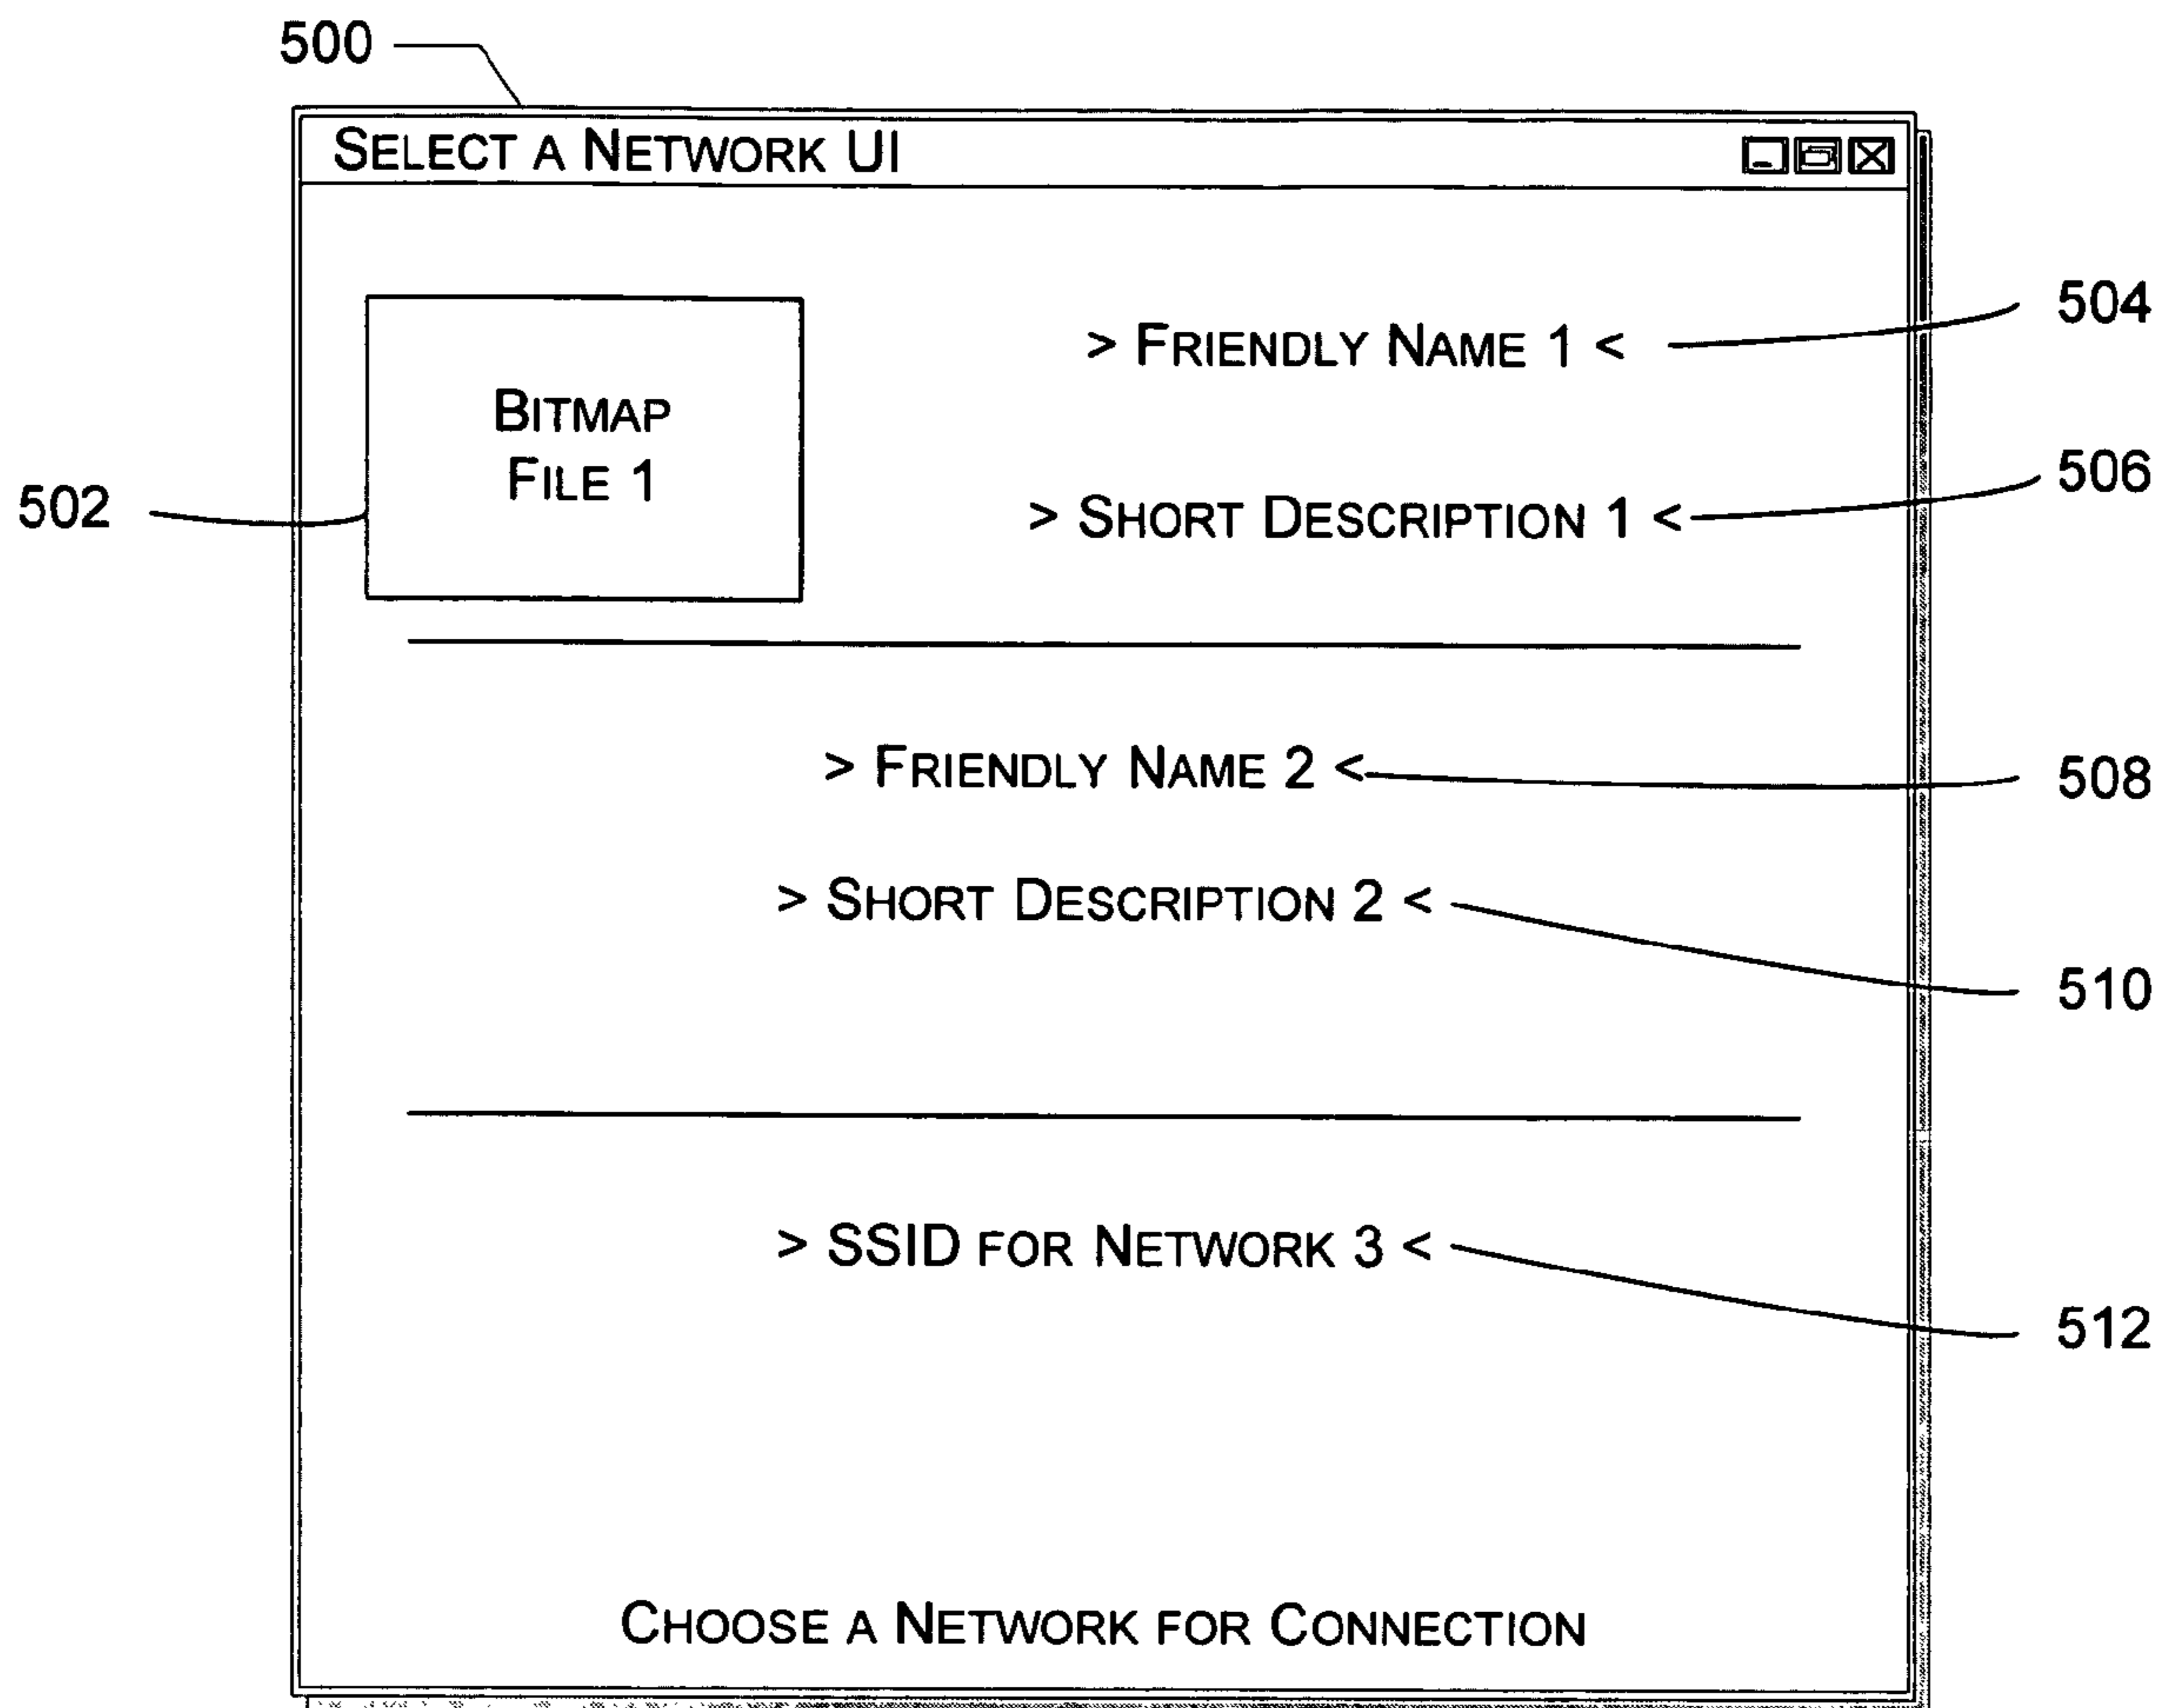 500
SELECT A NETWORK UI
BITMAP
FILE 1
502
> FRIENDLY NAME 1 <
504
> SHORT DESCRIPTION 1 <
506
> FRIENDLY NAME 2 <
508
> SHORT DESCRIPTION 2 <
510
> SSID FOR NETWORK 3 <
512
CHOOSE A NETWORK FOR CONNECTION